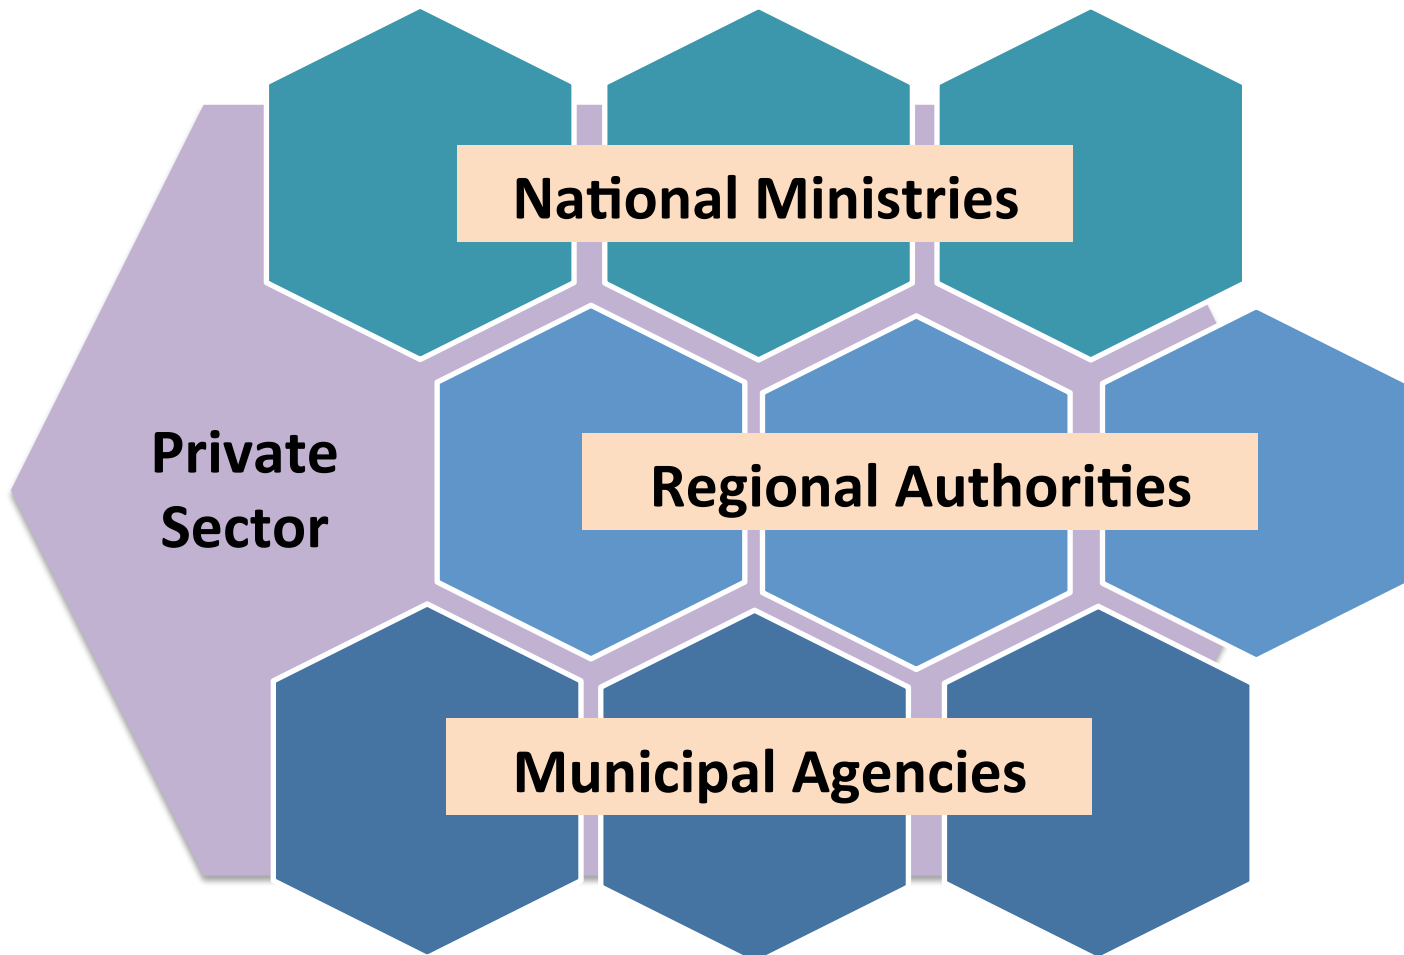 National Ministries
Private
Sector
Regional Authorities
Municipal Agencies